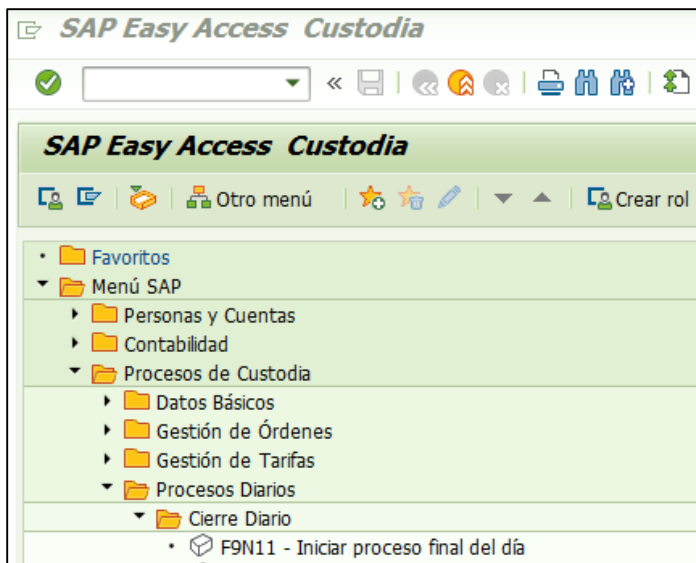 SAP Easy Access Custodia
SAP Easy Access Custodia
Otro menú Crear rol
Favoritos
Menú SAP
Personas y Cuentas
Contabilidad
Procesos de Custodia
Datos Básicos
Gestión de Órdenes
Gestión de Tarifas
Procesos Diarios
Cierre Diario
F9N11 - Iniciar proceso final del día